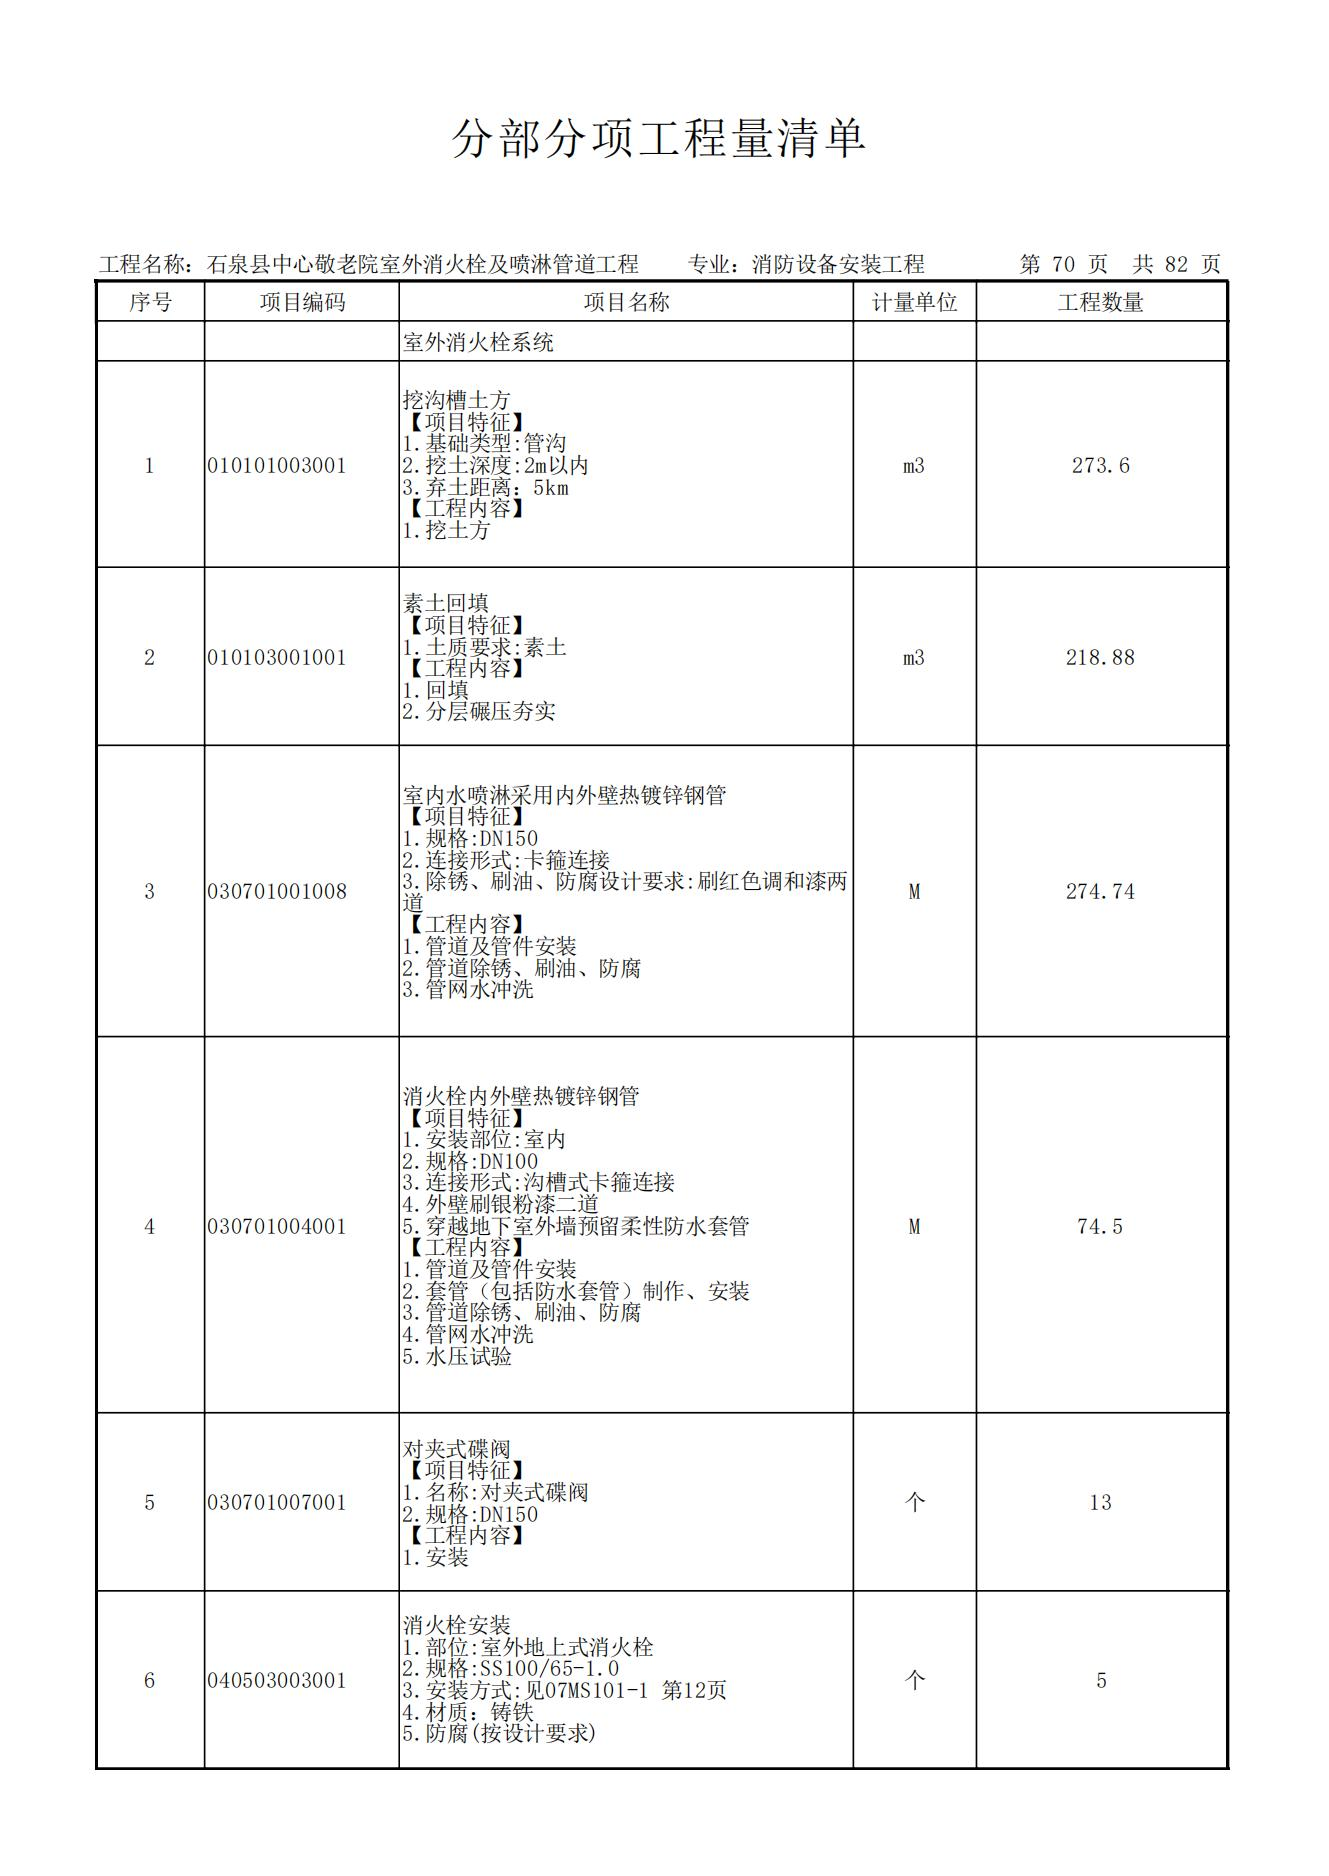 分部分项工程量清单
工程名称：石泉县中心敬老院室外消火栓及喷淋管道工程 专业：消防设备安装工程 第 70 页 共 82 页
序号 项目编码 项目名称 计量单位 工程数量
室外消火栓系统
挖沟槽土方
【项目特征】
1.基础类型:管沟
1 010101003001 2.挖土深度:2m以内 m3 273.6
3.弃土距离：5km
【工程内容】
1.挖土方
素土回填
【项目特征】
1.土质要求:素土
2 010103001001 m3 218.88
【工程内容】
1.回填
2.分层碾压夯实
室内水喷淋采用内外壁热镀锌钢管
【项目特征】
1.规格:DN150
2.连接形式:卡箍连接
3.除锈、刷油、防腐设计要求:刷红色调和漆两
3 030701001008 M 274.74
道
【工程内容】
1.管道及管件安装
2.管道除锈、刷油、防腐
3.管网水冲洗
消火栓内外壁热镀锌钢管
【项目特征】
1.安装部位:室内
2.规格:DN100
3.连接形式:沟槽式卡箍连接
4.外壁刷银粉漆二道
4 030701004001 5.穿越地下室外墙预留柔性防水套管 M 74.5
【工程内容】
1.管道及管件安装
2.套管（包括防水套管）制作、安装
3.管道除锈、刷油、防腐
4.管网水冲洗
5.水压试验
对夹式碟阀
【项目特征】
1.名称:对夹式碟阀
5 030701007001 个 13
2.规格:DN150
【工程内容】
1.安装
消火栓安装
1.部位:室外地上式消火栓
2.规格:SS100/65-1.0
6 040503003001 个 5
3.安装方式:见07MS101-1 第12页
4.材质：铸铁
5.防腐(按设计要求)